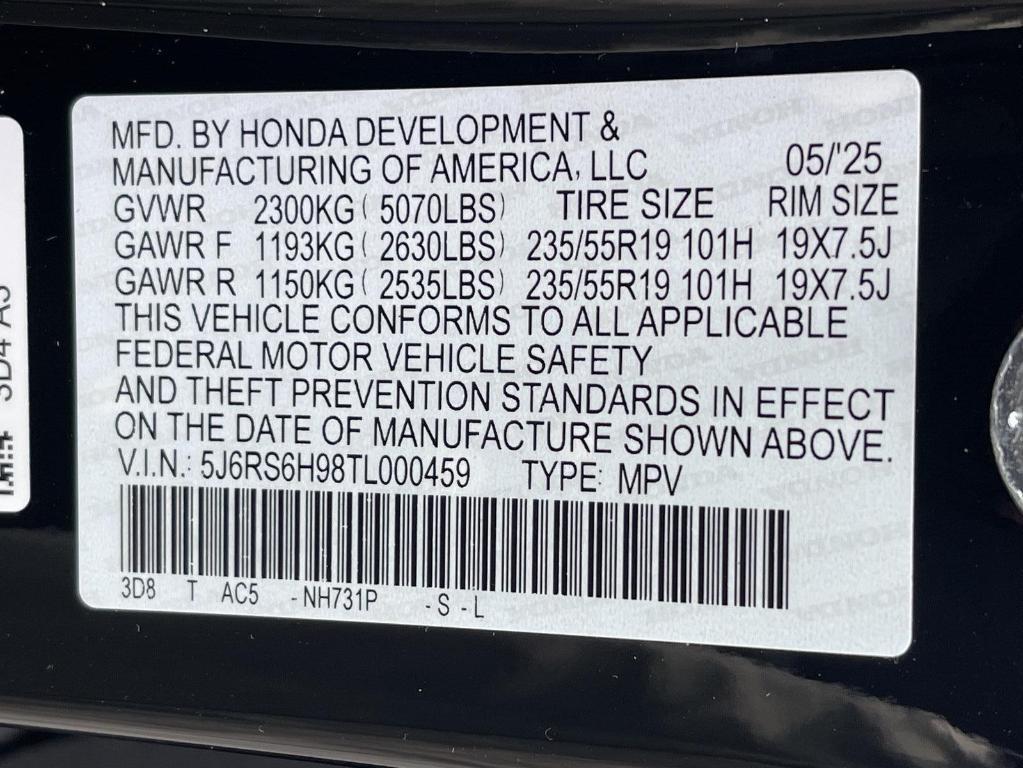 MFD. BY HONDA DEVELOPMENT &
MANUFACTURING OF AMERICA, LLC 05/'25
GVWR 2300KG ( 5070LBS) TIRE SIZE RIM SIZE
GAWR F 1193KG ( 2630LBS) 235/55R19 101H 19X7.5J
GAWR R 1150KG ( 2535LBS) 235/55R19 101H 19X7.5J
THIS VEHICLE CONFORMS TO ALL APPLICABLE
FEDERAL MOTOR VEHICLE SAFETY
AND THEFT PREVENTION STANDARDS IN EFFECT
ON THE DATE OF MANUFACTURE SHOWN ABOVE.
V.I.N.: 5J6RS6H98TL000459 TYPE: MPV
3D8 T AC5 -NH731P -S-L